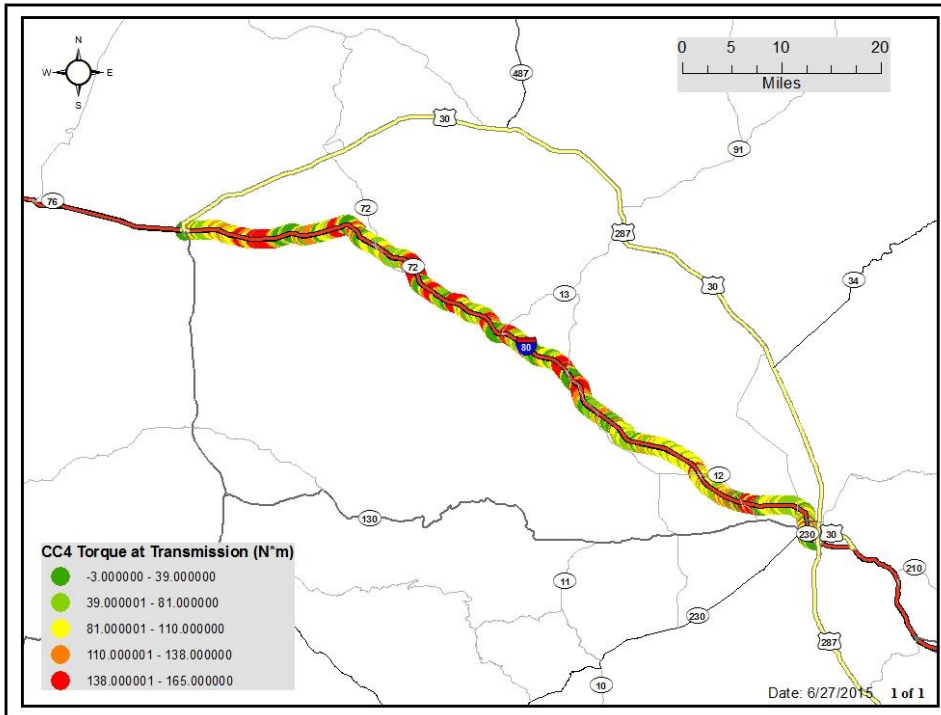 N
W E
S
0 5 10 20
Miles
487
30
91
76
72
287
72
30
34
13
80
12
130
230 30
210
11
230
287
10
CC4 Torque at Transmission (N*m)
-3.000000 - 39.000000
39.000001 - 81.000000
81.000001 - 110.000000
110.000001 - 138.000000
138.000001 - 165.000000
Date: 6/27/2015 1 of 1